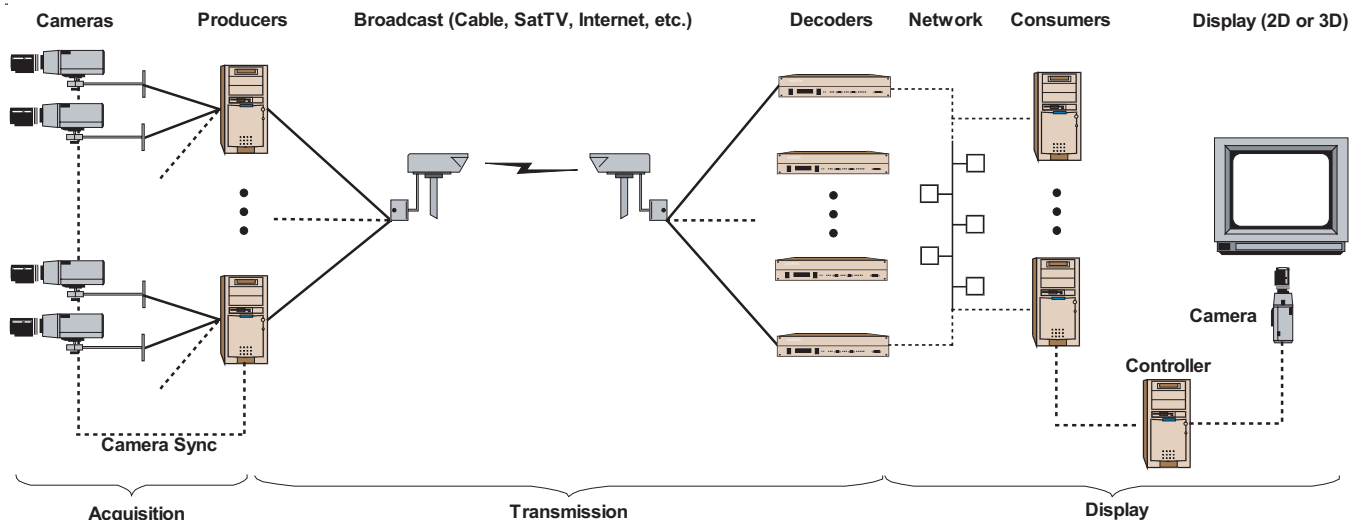 Cameras
Producers
Broadcast (Cable, SatTV, Internet, etc.)
Decoders
Network
Consumers
Display (2D or 3D)
Camera
Controller
Camera Sync
Acquisition
Transmission
Display